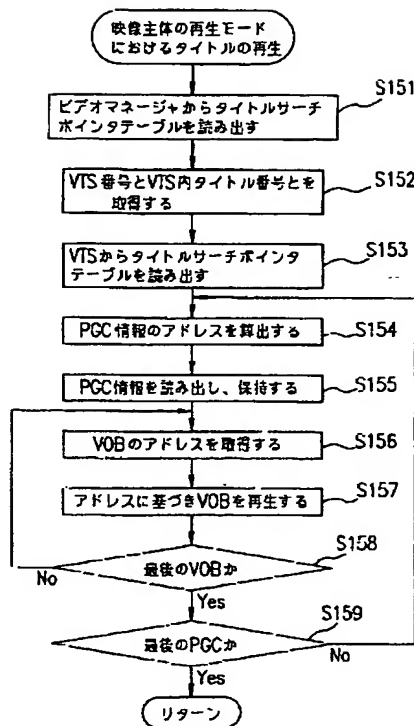 映像主体の再生モード
におけるタイトルの再生
S151
ビデオマネージャからタイトルサーチ
ポインタテーブルを読み出す
S152
VTS番号とVTS内タイトル番号とを
取得する
S153
VTSからタイトルサーチポインタ
テーブルを読み出す
S154
PGC情報のアドレスを算出する
S155
PGC情報を読み出し、保持する
S156
VOBのアドレスを取得する
S157
アドレスに基づきVOBを再生する
S158
最後のVOBか
No
Yes
S159
最後のPGCか
No
Yes
リターン